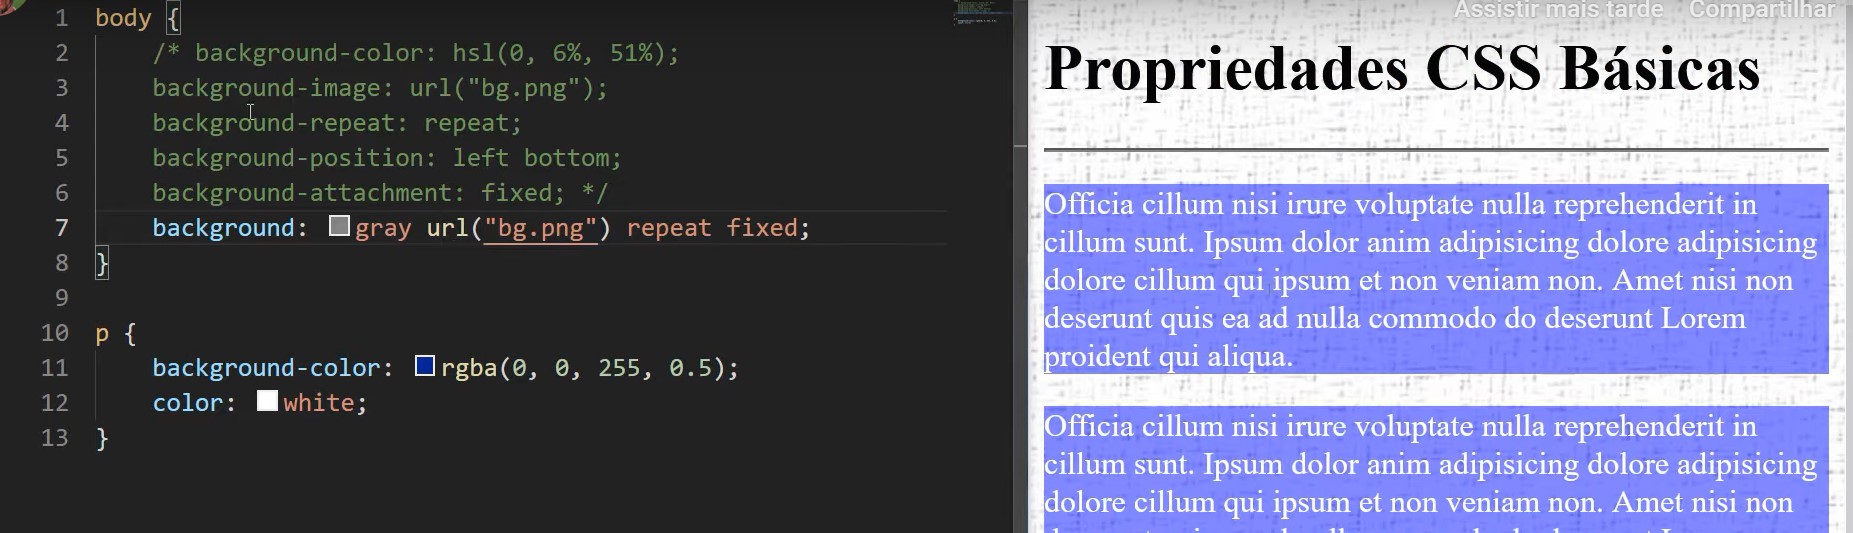 1 body {
2 /* background-color: hsl(0, 6%, 51%);
3 background-image: url("bg.png");
4 background-repeat: repeat;
5 background-position: left bottom;
6 background-attachment: fixed; */
7 background: gray url("bg.png") repeat fixed;
8 }
9
10 p {
11 background-color: rgba(0, 0, 255, 0.5);
12 color: white;
13 }
Assistir mais tarde Compartilhar
Propriedades CSS Básicas
Officia cillum nisi irure voluptate nulla reprehenderit in
cillum sunt. Ipsum dolor anim adipisicing dolore adipisicing
dolore cillum qui ipsum et non veniam non. Amet nisi non
deserunt quis ea ad nulla commodo do deserunt Lorem
proident qui aliqua.
Officia cillum nisi irure voluptate nulla reprehenderit in
cillum sunt. Ipsum dolor anim adipisicing dolore adipisicing
dolore cillum qui ipsum et non veniam non. Amet nisi non